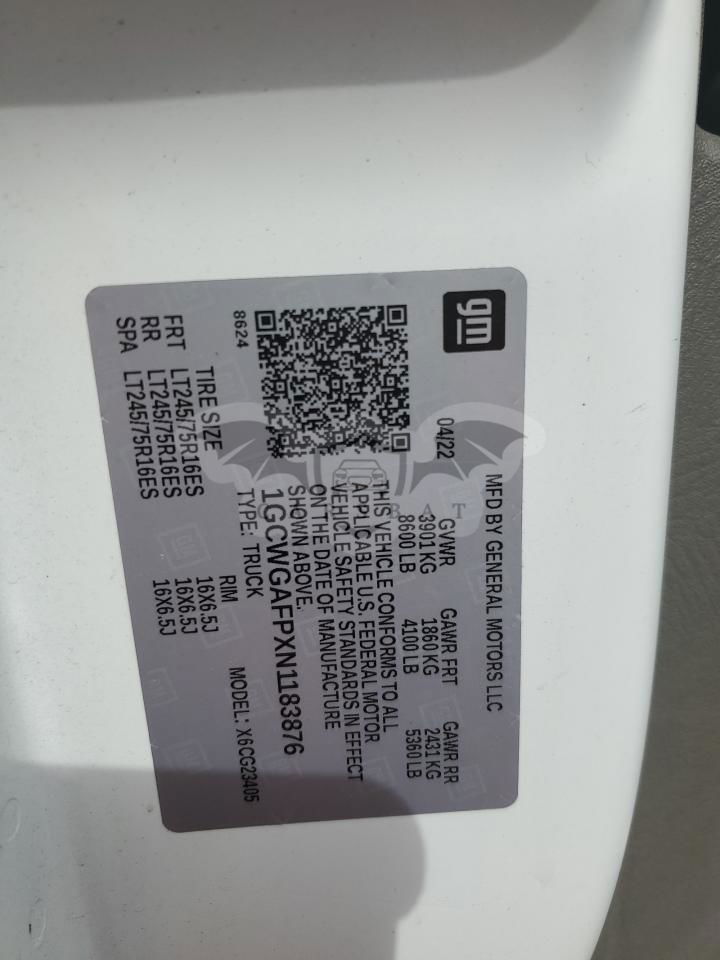 gm
MFD BY GENERAL MOTORS LLC
04/22
GVWR GAWR FRT GAWR RR
3901 KG 1860 KG 2431 KG
8600 LB 4100 LB 5360 LB
THIS VEHICLE CONFORMS TO ALL
APPLICABLE U.S. FEDERAL MOTOR
VEHICLE SAFETY STANDARDS IN EFFECT
ON THE DATE OF MANUFACTURE
SHOWN ABOVE.
1GCWGAFPXN1183876
TYPE: TRUCK MODEL: X6CG23405
8624
TIRE SIZE RIM
FRT LT245/75R16ES 16X6.5J
RR LT245/75R16ES 16X6.5J
SPA LT245/75R16ES 16X6.5J